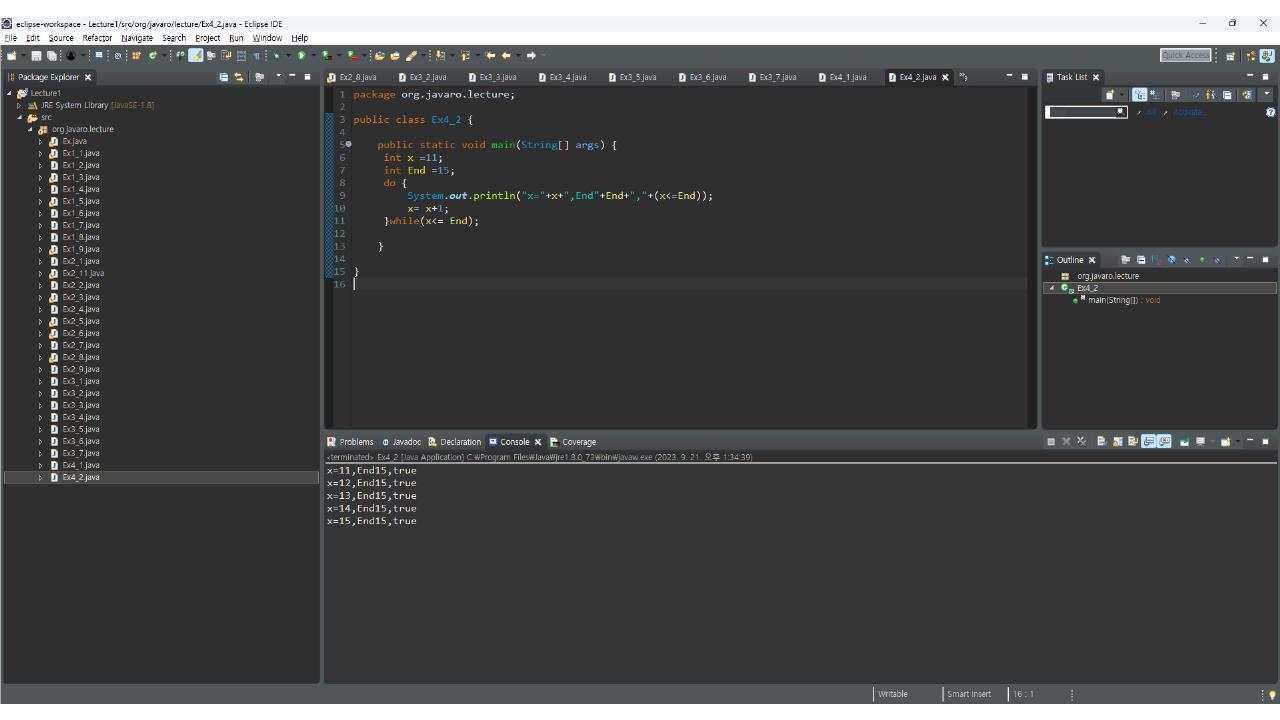 eclipse-workspace - Lecture1/src/org/javaro/lecture/Ex4_2.java - Eclipse IDE
File Edit Source Refactor Navigate Search Project Run Window Help
Quick Access
Package Explorer
Lecture1
JRE System Library [JavaSE-1.8]
src
org.javaro.lecture
Ex.java
Ex1_1.java
Ex1_2.java
Ex1_3.java
Ex1_4.java
Ex1_5.java
Ex1_6.java
Ex1_7.java
Ex1_8.java
Ex1_9.java
Ex2_1.java
Ex2_11.java
Ex2_2.java
Ex2_3.java
Ex2_4.java
Ex2_5.java
Ex2_6.java
Ex2_7.java
Ex2_8.java
Ex2_9.java
Ex3_1.java
Ex3_2.java
Ex3_3.java
Ex3_4.java
Ex3_5.java
Ex3_6.java
Ex3_7.java
Ex4_1.java
Ex4_2.java
Ex2_8.java Ex3_2.java Ex3_3.java Ex3_4.java Ex3_5.java Ex3_6.java Ex3_7.java Ex4_1.java Ex4_2.java
1 package org.javaro.lecture;
2
3 public class Ex4_2 {
4
5 public static void main(String[] args) {
6 int x =11;
7 int End =15;
8 do {
9 System.out.println("x="+x+",End"+End+","+(x<=End));
10 x= x+1;
11 }while(x<= End);
12
13 }
14
15 }
16
Task List
All Activate...
Outline
org.javaro.lecture
Ex4_2
main(String[]) : void
Problems Javadoc Declaration Console Coverage
<terminated> Ex4_2 [Java Application] C:₩Program Files₩Java₩jre1.8.0_73₩bin₩javaw.exe (2023. 9. 21. 오후 1:34:39)
x=11,End15,true
x=12,End15,true
x=13,End15,true
x=14,End15,true
x=15,End15,true
Writable Smart Insert 16 : 1